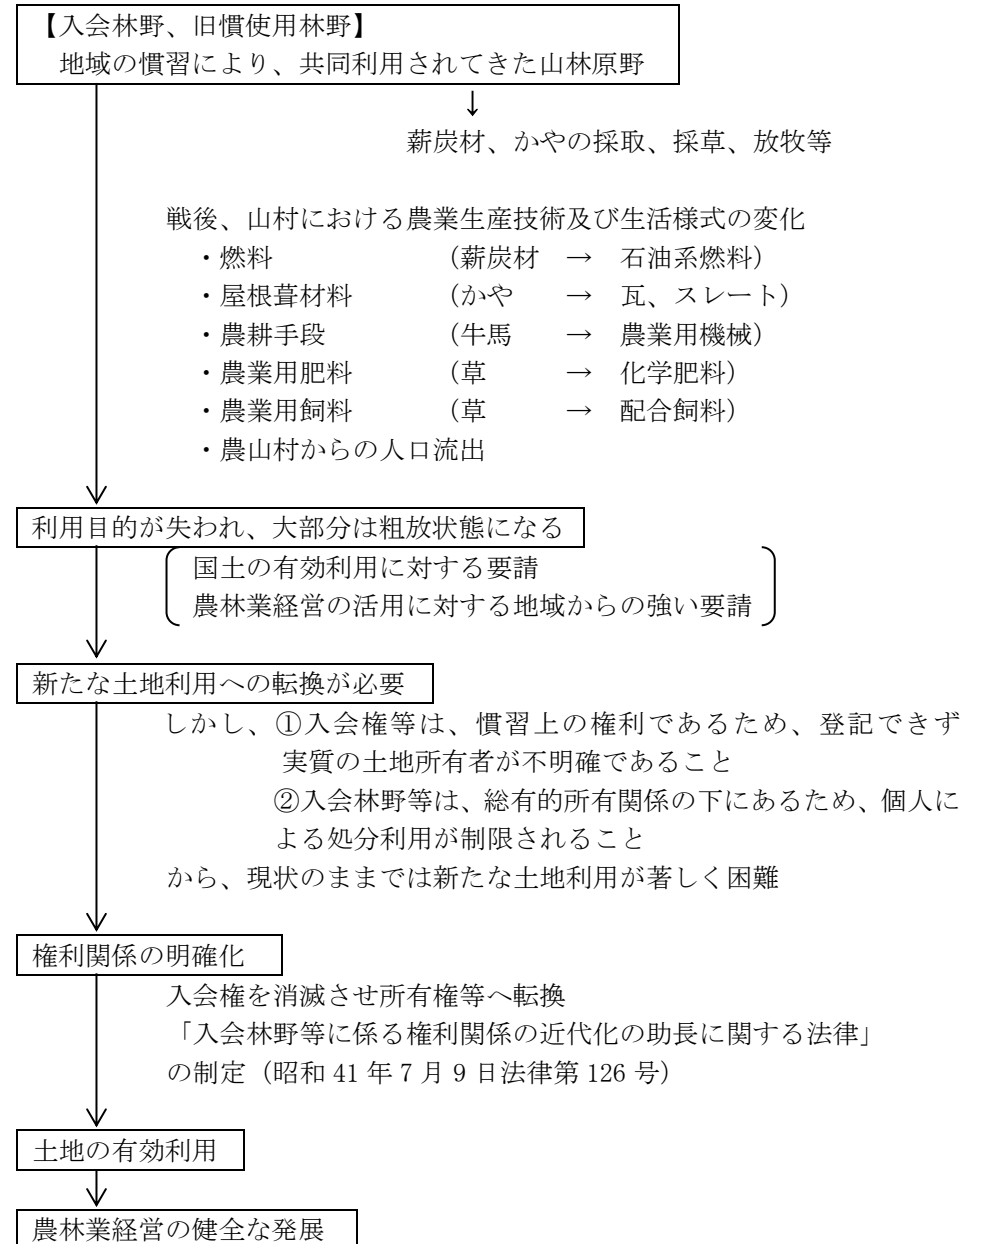 【入会林野、旧慣使用林野】
地域の慣習により、共同利用されてきた山林原野
↓
薪炭材、かやの採取、採草、放牧等
戦後、山村における農業生産技術及び生活様式の変化
・燃料 （薪炭材 → 石油系燃料）
・屋根葺材料 （かや → 瓦、スレート）
・農耕手段 （牛馬 → 農業用機械）
・農業用肥料 （草 → 化学肥料）
・農業用飼料 （草 → 配合飼料）
・農山村からの人口流出
利用目的が失われ、大部分は粗放状態になる
国土の有効利用に対する要請
農林業経営の活用に対する地域からの強い要請
新たな土地利用への転換が必要
しかし、①入会権等は、慣習上の権利であるため、登記できず
実質の土地所有者が不明確であること
②入会林野等は、総有的所有関係の下にあるため、個人に
よる処分利用が制限されること
から、現状のままでは新たな土地利用が著しく困難
権利関係の明確化
入会権を消滅させ所有権等へ転換
「入会林野等に係る権利関係の近代化の助長に関する法律」
の制定（昭和 41 年 7 月 9 日法律第 126 号）
土地の有効利用
農林業経営の健全な発展